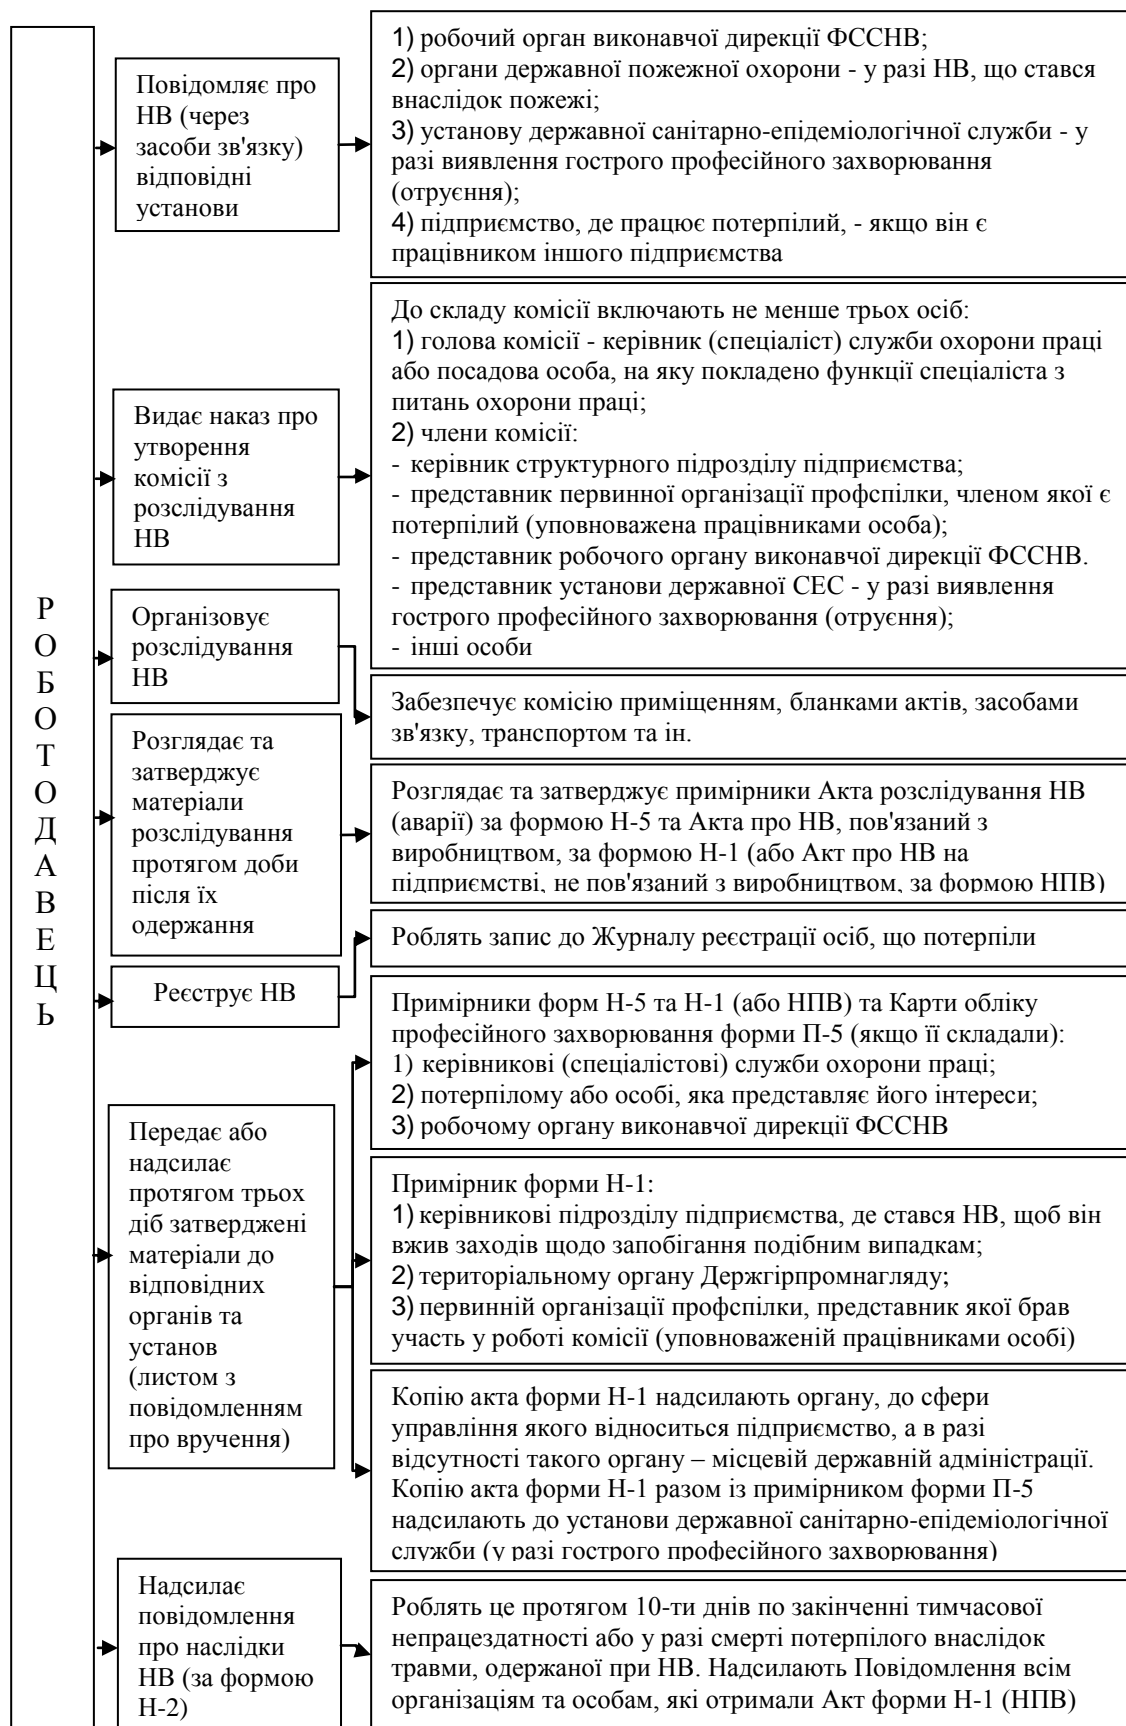 Р
О
Б
О
Т
О
Д
А
В
Е
Ц
Ь
Повідомляє про
НВ (через
засоби зв'язку)
відповідні
установи
1) робочий орган виконавчої дирекції ФССНВ;
2) органи державної пожежної охорони - у разі НВ, що стався
внаслідок пожежі;
3) установу державної санітарно-епідеміологічної служби - у
разі виявлення гострого професійного захворювання
(отруєння);
4) підприємство, де працює потерпілий, - якщо він є
працівником іншого підприємства
Видає наказ про
утворення
комісії з
розслідування
НВ
До складу комісії включають не менше трьох осіб:
1) голова комісії - керівник (спеціаліст) служби охорони праці
або посадова особа, на яку покладено функції спеціаліста з
питань охорони праці;
2) члени комісії:
- керівник структурного підрозділу підприємства;
- представник первинної організації профспілки, членом якої є
потерпілий (уповноважена працівниками особа);
- представник робочого органу виконавчої дирекції ФССНВ.
- представник установи державної СЕС - у разі виявлення
гострого професійного захворювання (отруєння);
- інші особи
Організовує
розслідування
НВ
Забезпечує комісію приміщенням, бланками актів, засобами
зв'язку, транспортом та ін.
Розглядає та
затверджує
матеріали
розслідування
протягом доби
після їх
одержання
Розглядає та затверджує примірники Акта розслідування НВ
(аварії) за формою Н-5 та Акта про НВ, пов'язаний з
виробництвом, за формою Н-1 (або Акт про НВ на
підприємстві, не пов'язаний з виробництвом, за формою НПВ)
Реєструє НВ
Роблять запис до Журналу реєстрації осіб, що потерпіли
Передає або
надсилає
протягом трьох
діб затверджені
матеріали до
відповідних
органів та
установ
(листом з
повідомленням
про вручення)
Примірники форм Н-5 та Н-1 (або НПВ) та Карти обліку
професійного захворювання форми П-5 (якщо її складали):
1) керівникові (спеціалістові) служби охорони праці;
2) потерпілому або особі, яка представляє його інтереси;
3) робочому органу виконавчої дирекції ФССНВ
Примірник форми Н-1:
1) керівникові підрозділу підприємства, де стався НВ, щоб він
вжив заходів щодо запобігання подібним випадкам;
2) територіальному органу Держгірпромнагляду;
3) первинній організації профспілки, представник якої брав
участь у роботі комісії (уповноваженій працівниками особі)
Копію акта форми Н-1 надсилають органу, до сфери
управління якого відноситься підприємство, а в разі
відсутності такого органу – місцевій державній адміністрації.
Копію акта форми Н-1 разом із примірником форми П-5
надсилають до установи державної санітарно-епідеміологічної
служби (у разі гострого професійного захворювання)
Надсилає
повідомлення
про наслідки
НВ (за формою
Н-2)
Роблять це протягом 10-ти днів по закінченні тимчасової
непрацездатності або у разі смерті потерпілого внаслідок
травми, одержаної при НВ. Надсилають Повідомлення всім
організаціям та особам, які отримали Акт форми Н-1 (НПВ)